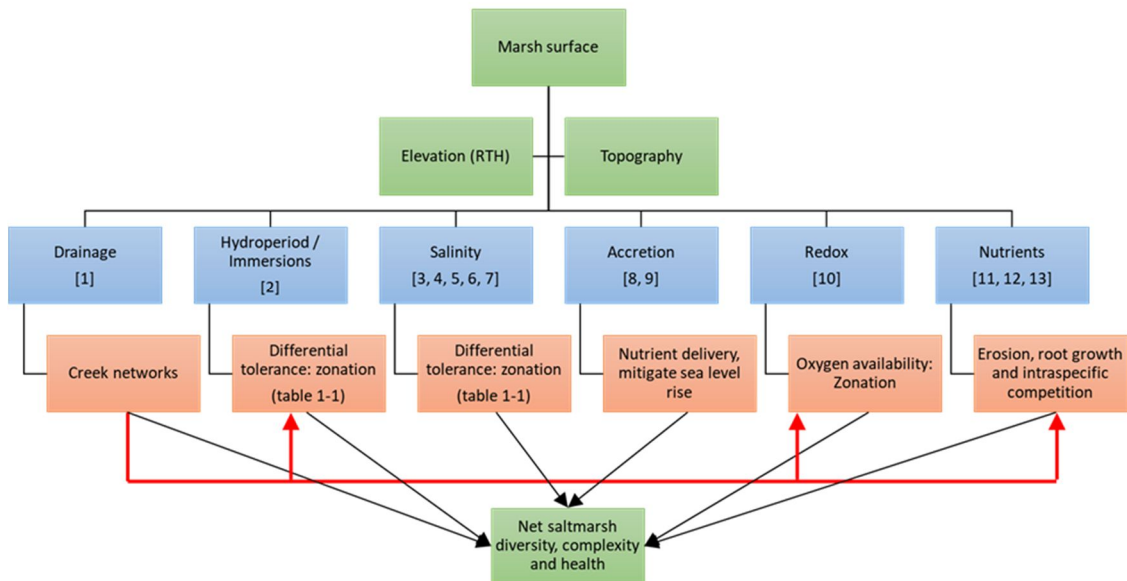 Marsh surface
Elevation (RTH)
Topography
Drainage
[1]
Hydroperiod /
Immersions
[2]
Salinity
[3, 4, 5, 6, 7]
Accretion
[8, 9]
Redox
[10]
Nutrients
[11, 12, 13]
Creek networks
Differential
tolerance: zonation
(table 1-1)
Differential
tolerance: zonation
(table 1-1)
Nutrient delivery,
mitigate sea level
rise
Oxygen availability:
Zonation
Erosion, root growth
and intraspecific
competition
Net saltmarsh
diversity, complexity
and health